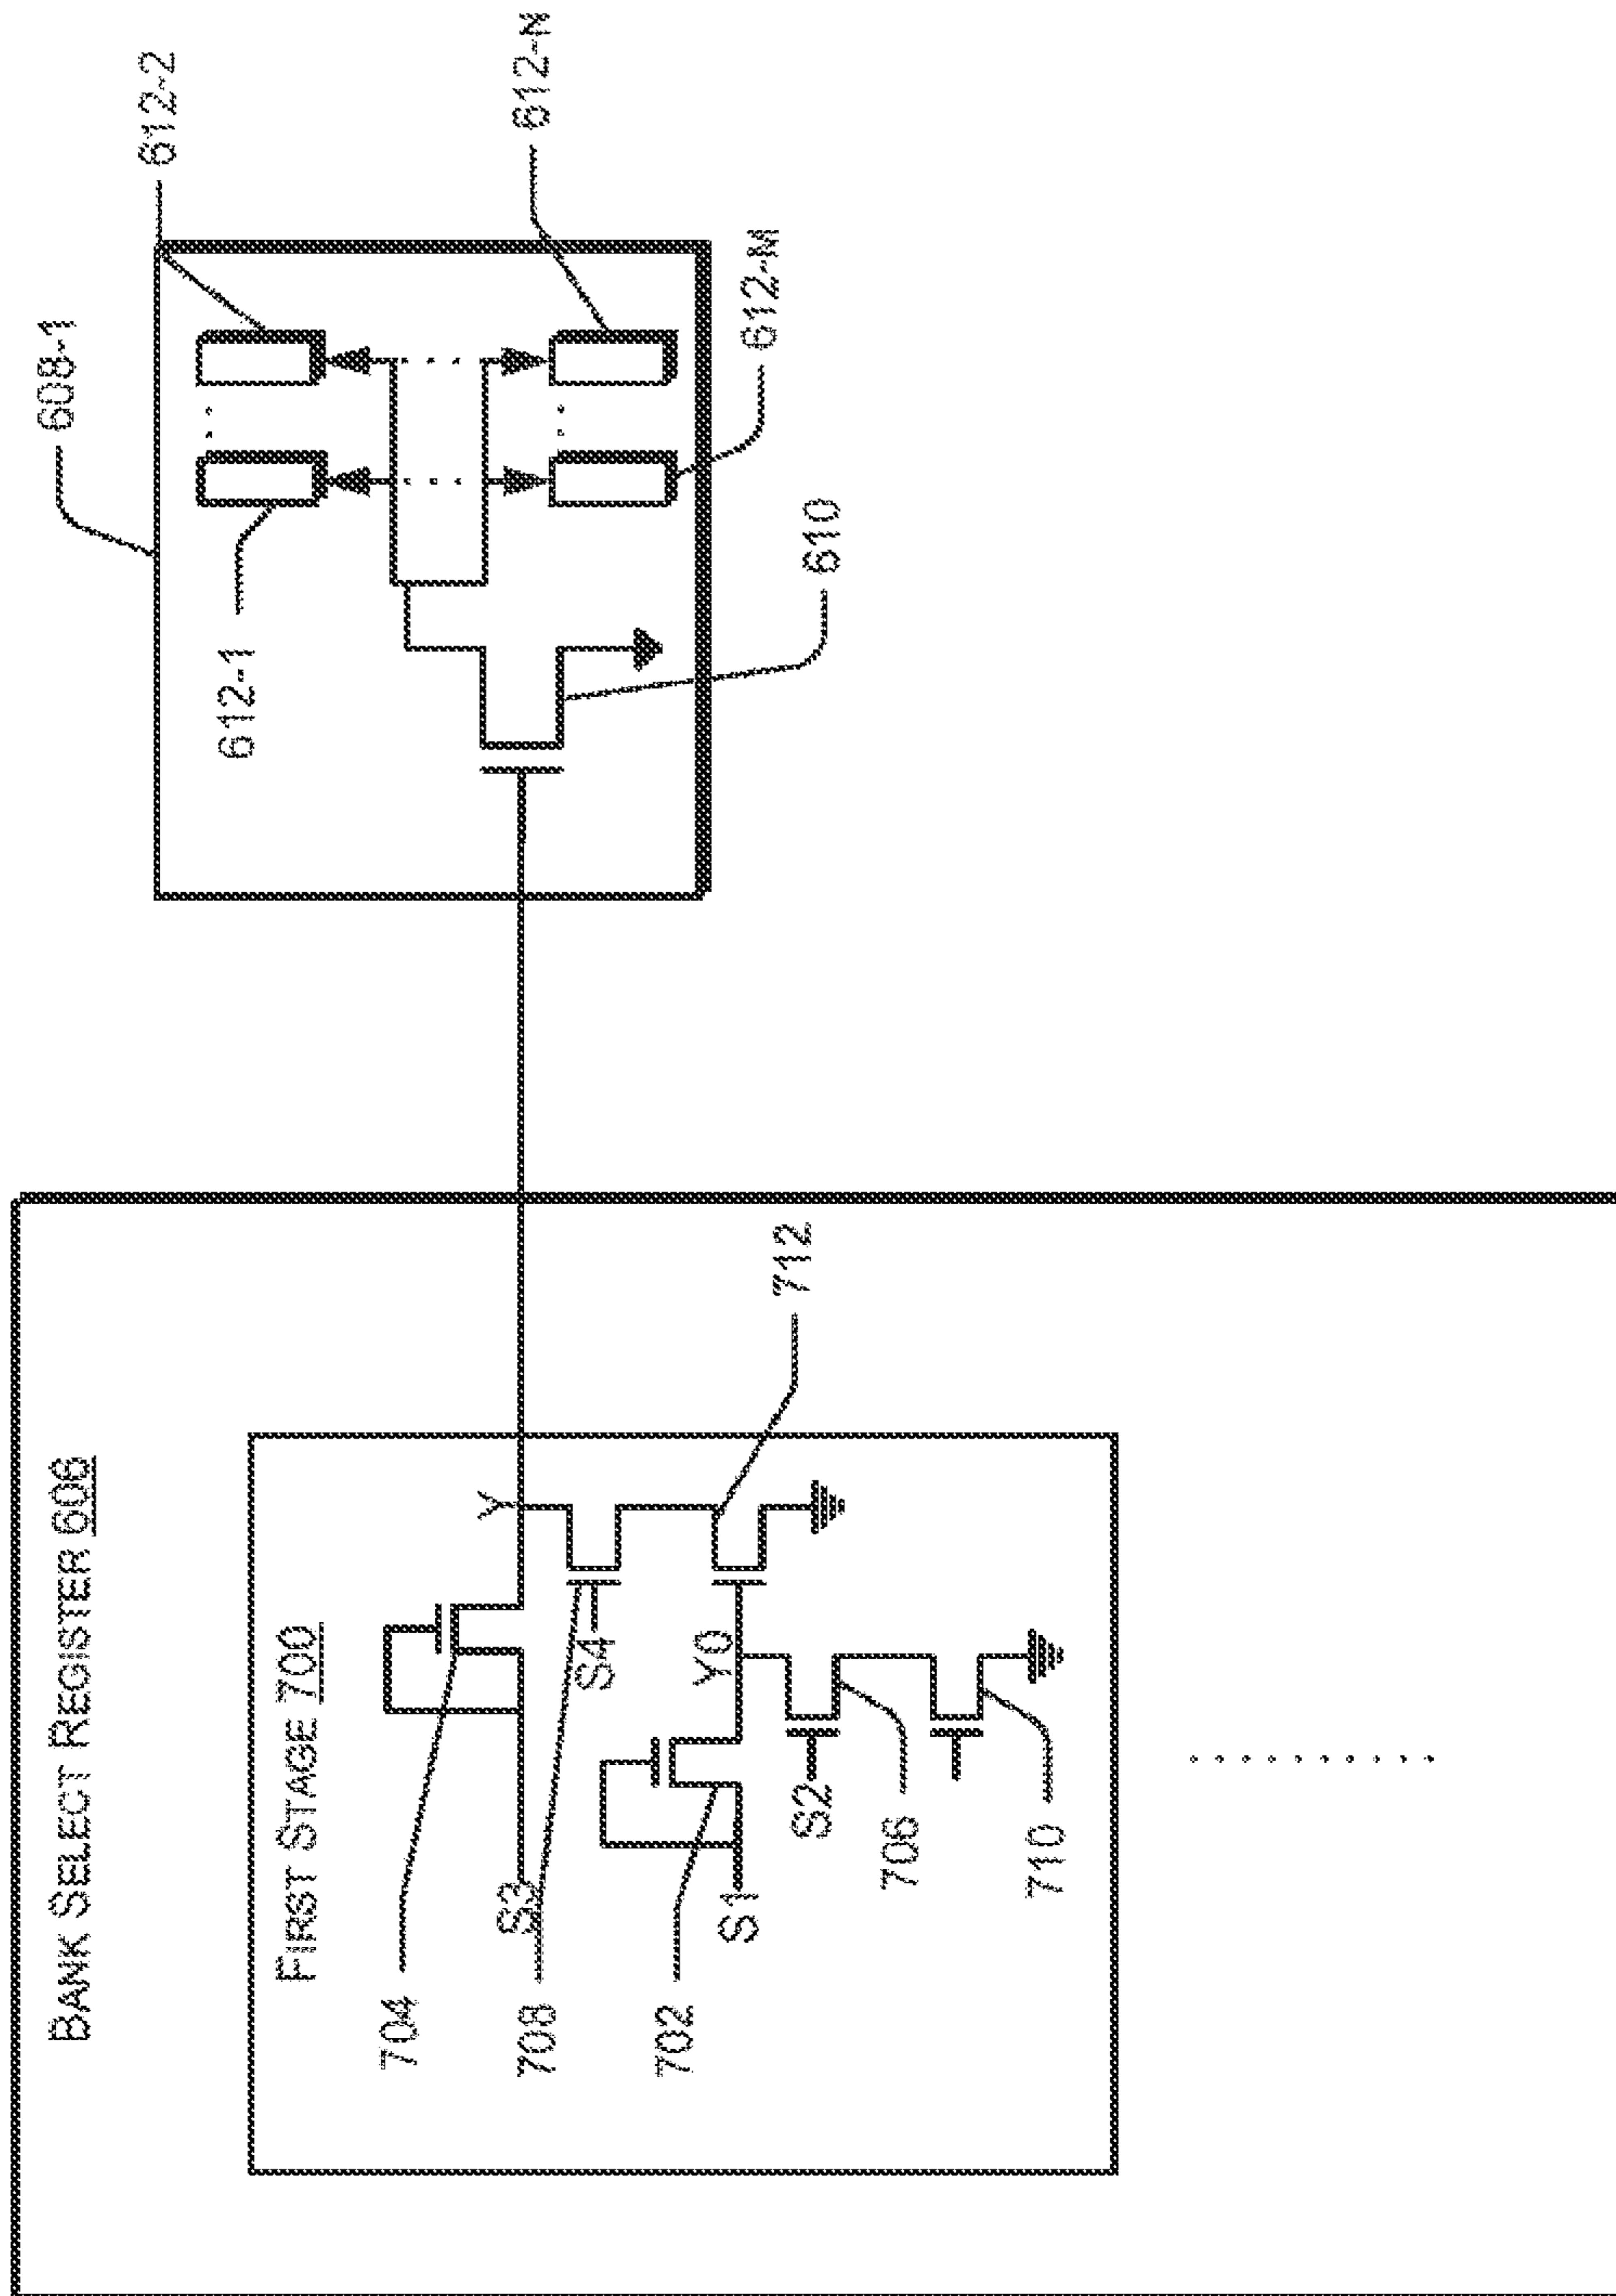 BANK SELECT REGISTER 606
FIRST STAGE 700
704
S3
708
S4
Y
702
S1
Y0
712
S2
706
710
608-1
612-1
612-2
612-N
612-M
610